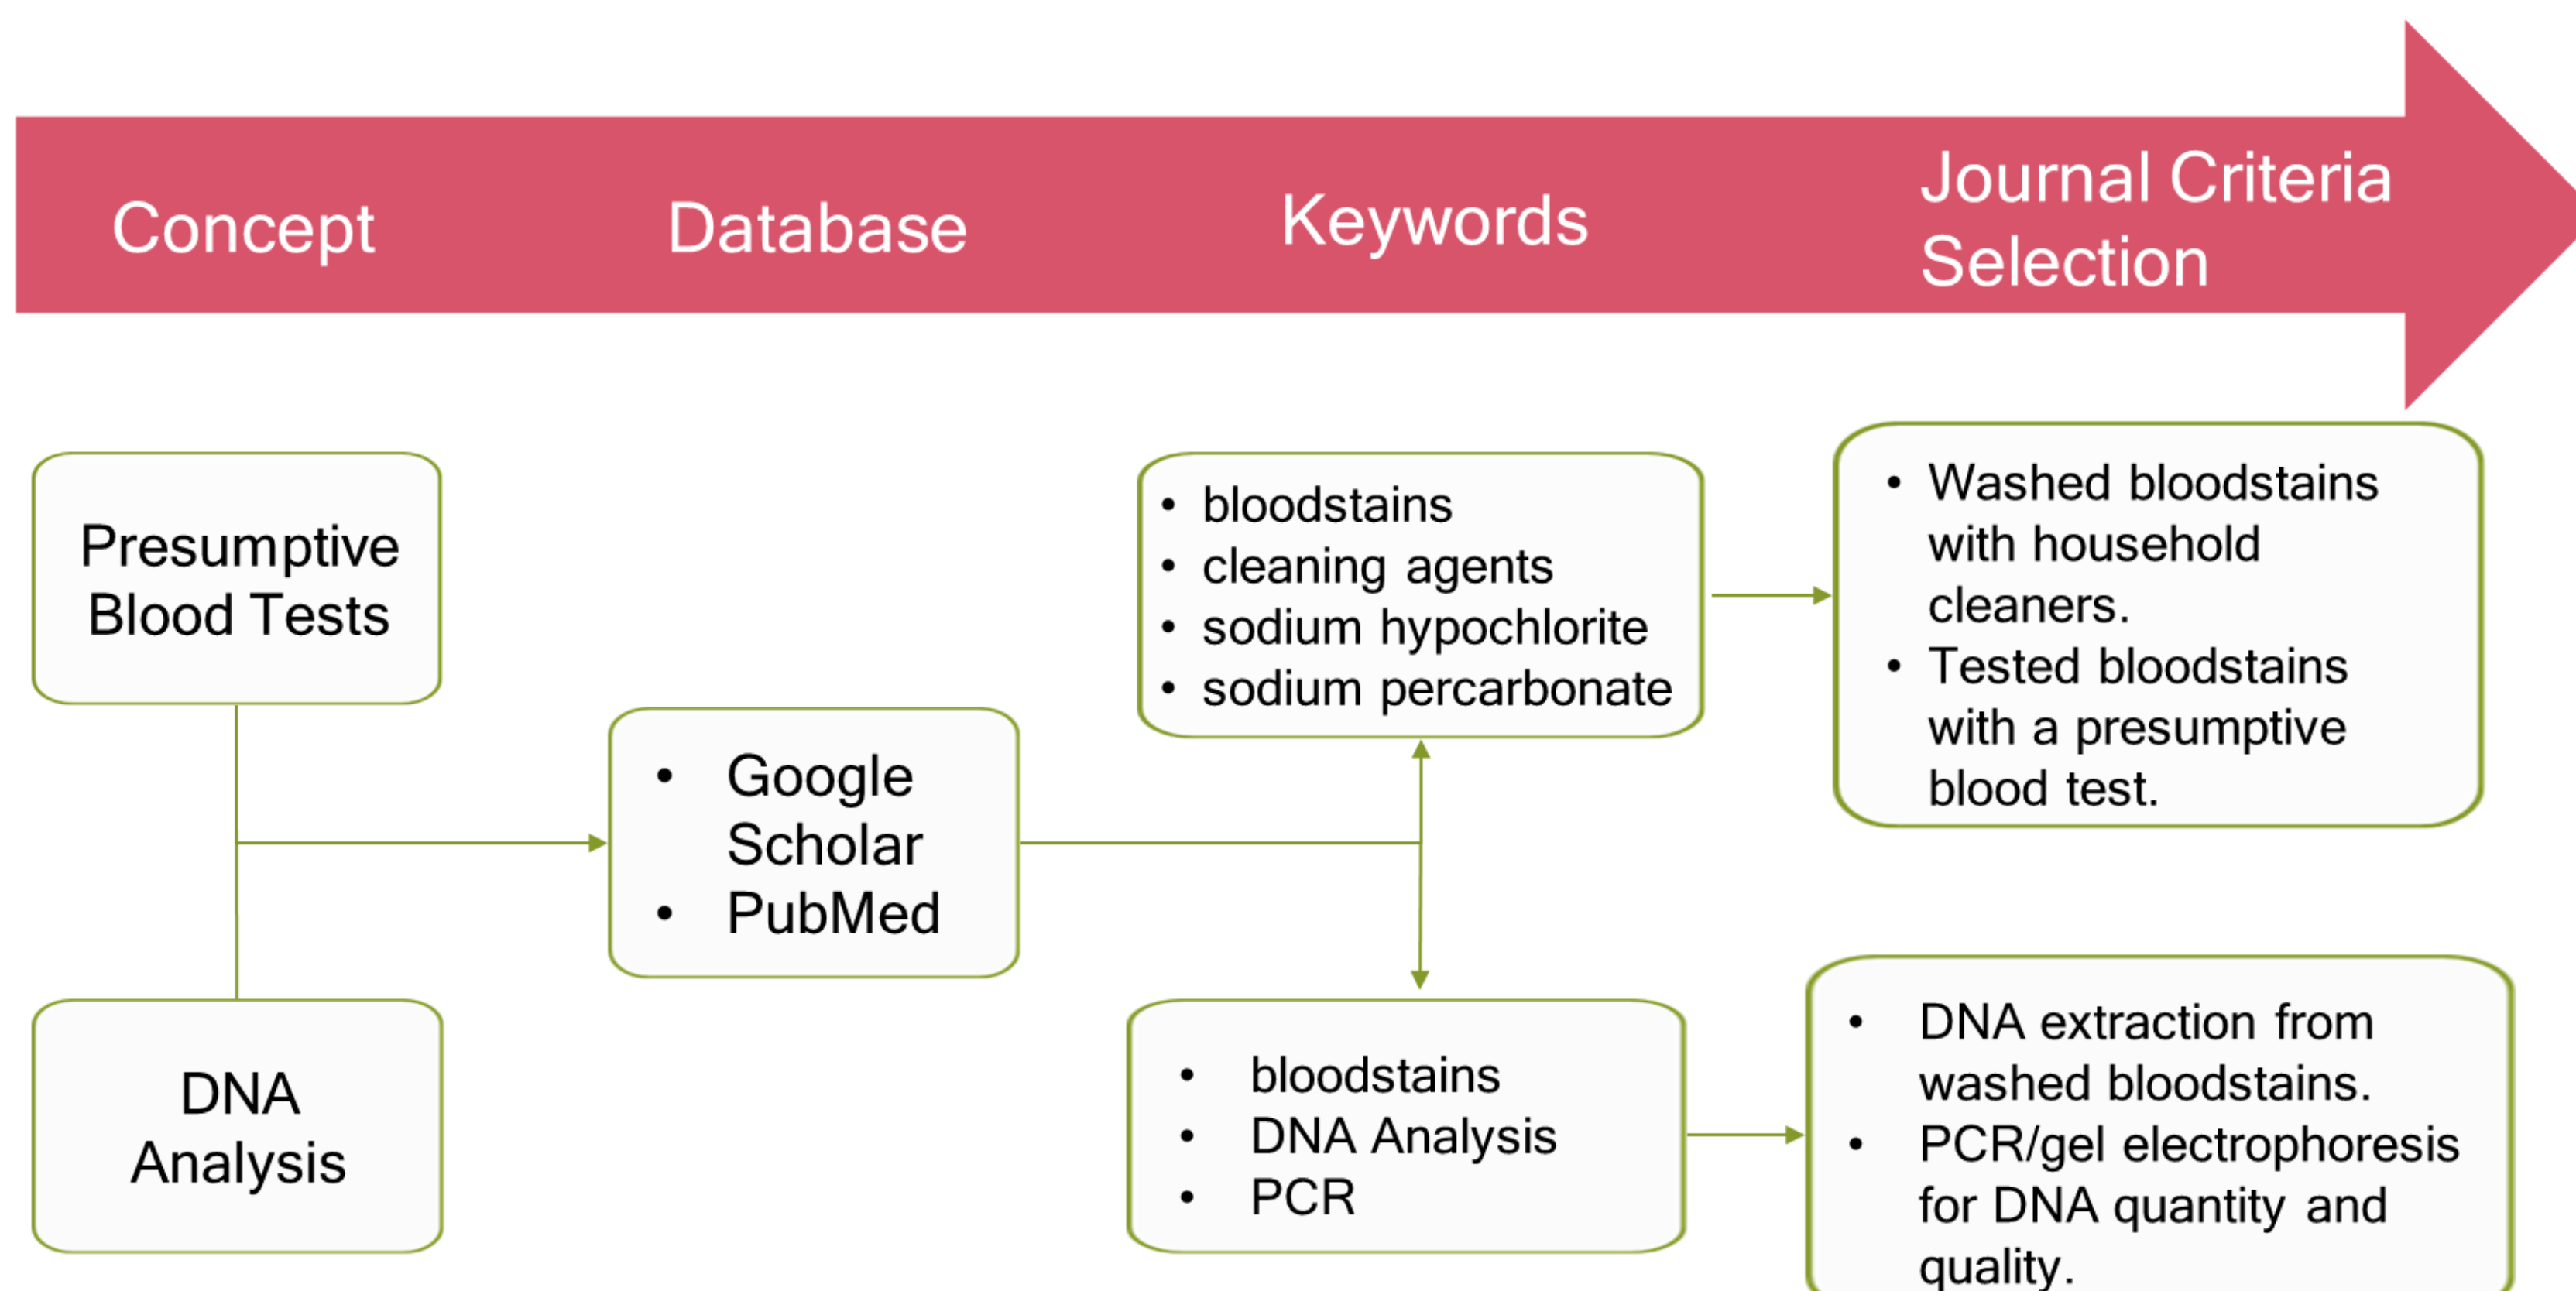 Concept
Database
Keywords
Journal Criteria
Selection
Presumptive
Blood Tests
DNA
Analysis
• Google
Scholar
• PubMed
• bloodstains
• cleaning agents
• sodium hypochlorite
• sodium percarbonate
• bloodstains
• DNA Analysis
• PCR
• Washed bloodstains
with household
cleaners.
• Tested bloodstains
with a presumptive
blood test.
• DNA extraction from
washed bloodstains.
• PCR/gel electrophoresis
for DNA quantity and
quality.